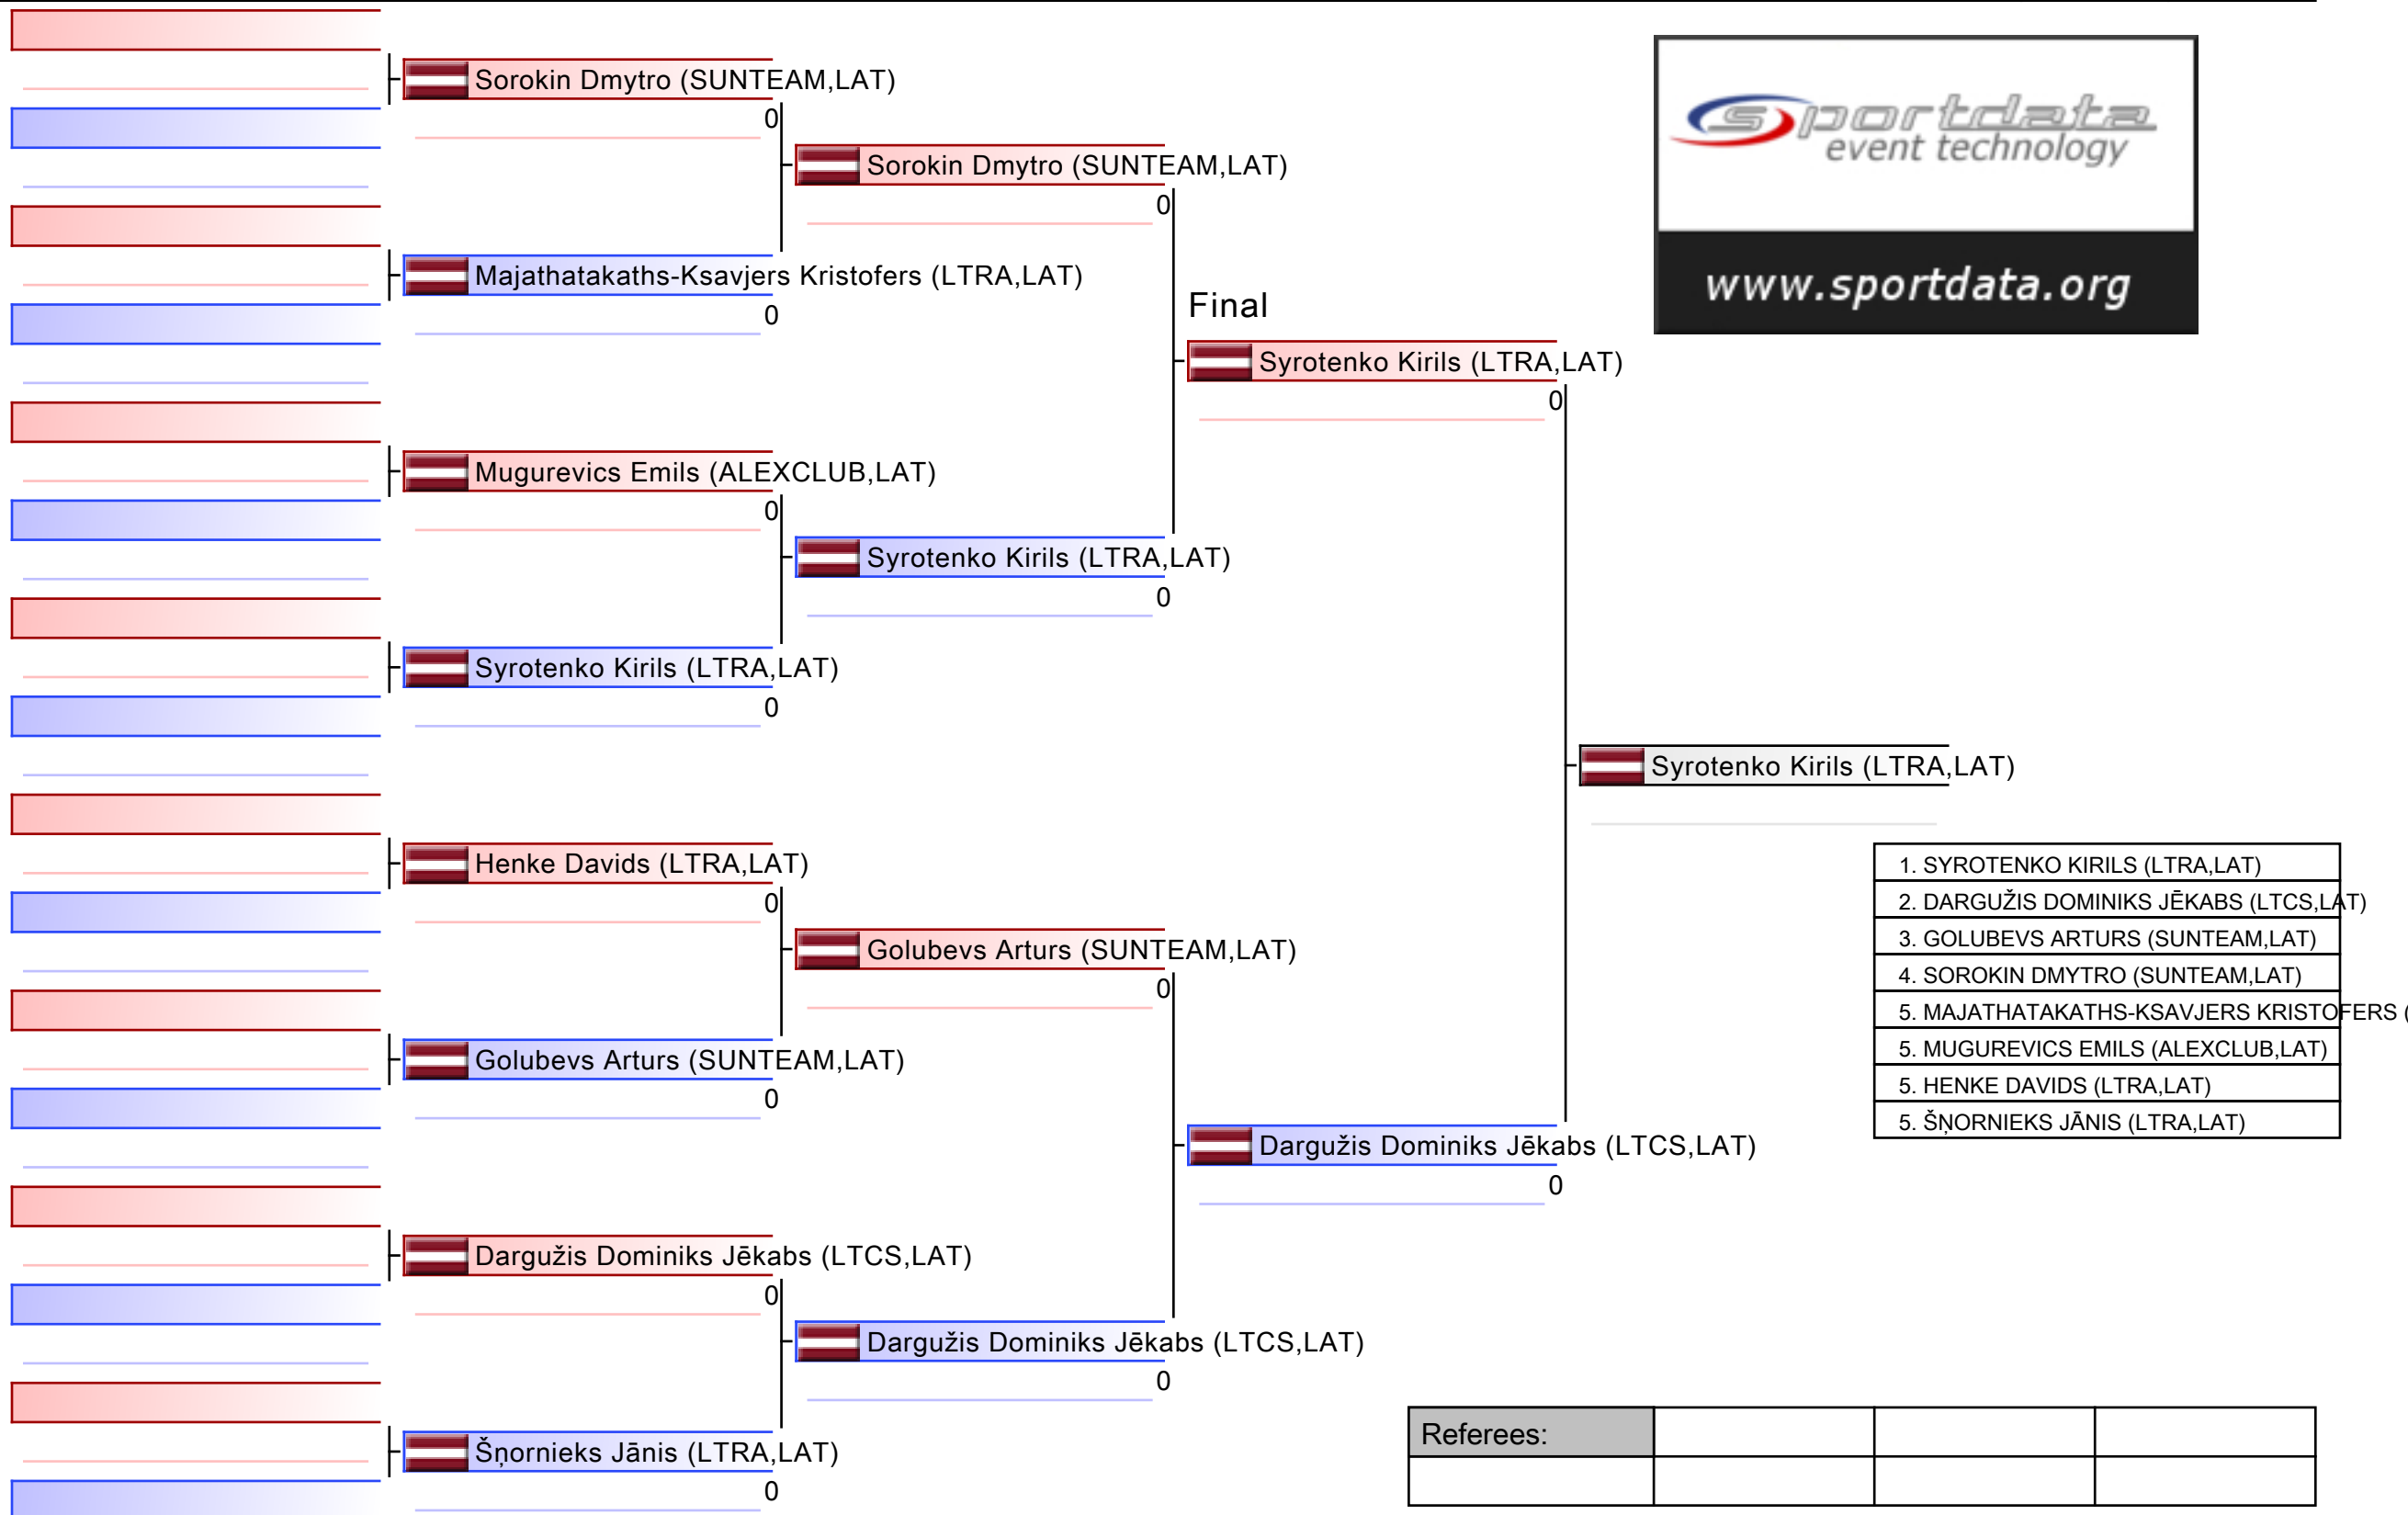 Sorokin Dmytro (SUNTEAM,LAT)
0
Majathatakaths-Ksavjers Kristofers (LTRA,LAT)
0
Mugurevics Emils (ALEXCLUB,LAT)
0
Syrotenko Kirils (LTRA,LAT)
0
Henke Davids (LTRA,LAT)
0
Golubevs Arturs (SUNTEAM,LAT)
0
Dargužis Dominiks Jēkabs (LTCS,LAT)
0
Šņornieks Jānis (LTRA,LAT)
0
Sorokin Dmytro (SUNTEAM,LAT)
0
Syrotenko Kirils (LTRA,LAT)
0
Golubevs Arturs (SUNTEAM,LAT)
0
Dargužis Dominiks Jēkabs (LTCS,LAT)
0
Final
Syrotenko Kirils (LTRA,LAT)
0
Dargužis Dominiks Jēkabs (LTCS,LAT)
0
Syrotenko Kirils (LTRA,LAT)
sportdata
event technology
www.sportdata.org
1. SYROTENKO KIRILS (LTRA,LAT)
2. DARGUŽIS DOMINIKS JĒKABS (LTCS,LAT)
3. GOLUBEVS ARTURS (SUNTEAM,LAT)
4. SOROKIN DMYTRO (SUNTEAM,LAT)
5. MAJATHATAKATHS-KSAVJERS KRISTOFERS (
5. MUGUREVICS EMILS (ALEXCLUB,LAT)
5. HENKE DAVIDS (LTRA,LAT)
5. ŠŅORNIEKS JĀNIS (LTRA,LAT)
Referees: